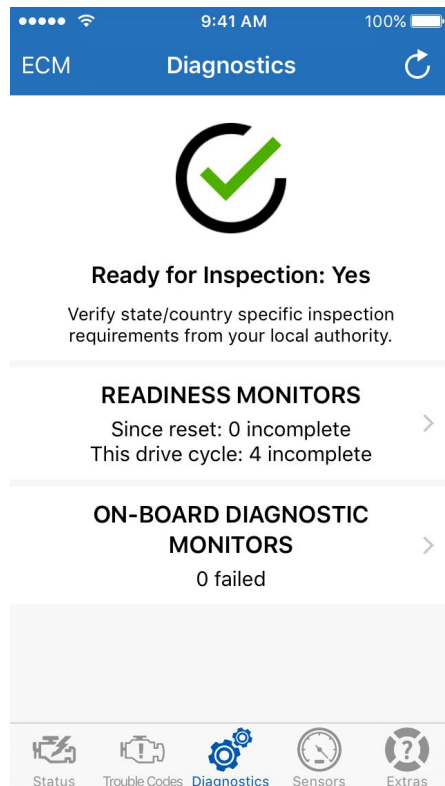 9:41 AM 100%
ECM Diagnostics
Ready for Inspection: Yes
Verify state/country specific inspection
requirements from your local authority.
READINESS MONITORS
Since reset: 0 incomplete
This drive cycle: 4 incomplete
ON-BOARD DIAGNOSTIC
MONITORS
0 failed
Status Trouble Codes Diagnostics Sensors Extras